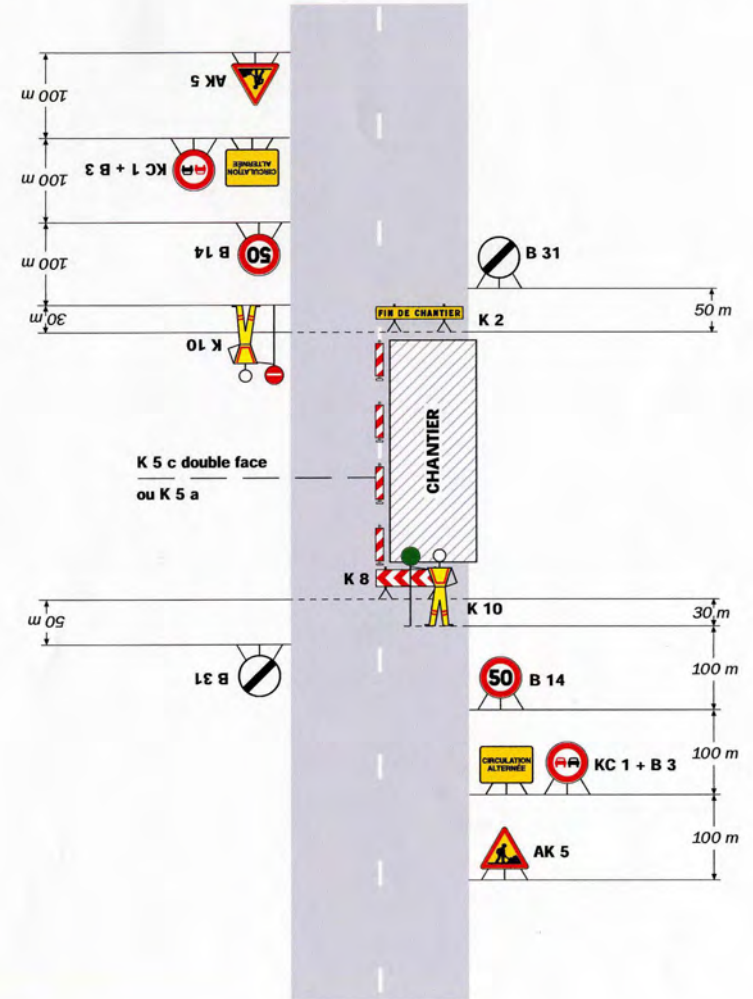 AK 5
100 m
CIRCULATION
ALTERNÉE
KC 1 + B 3
100 m
50
B 14
100 m
B 31
50 m
30 m
K 10
FIN DE CHANTIER
K 2
K 5 c double face
ou K 5 a
CHANTIER
K 8
K 10
30 m
50 m
B 31
50
B 14
100 m
CIRCULATION
ALTERNÉE
KC 1 + B 3
100 m
AK 5
100 m